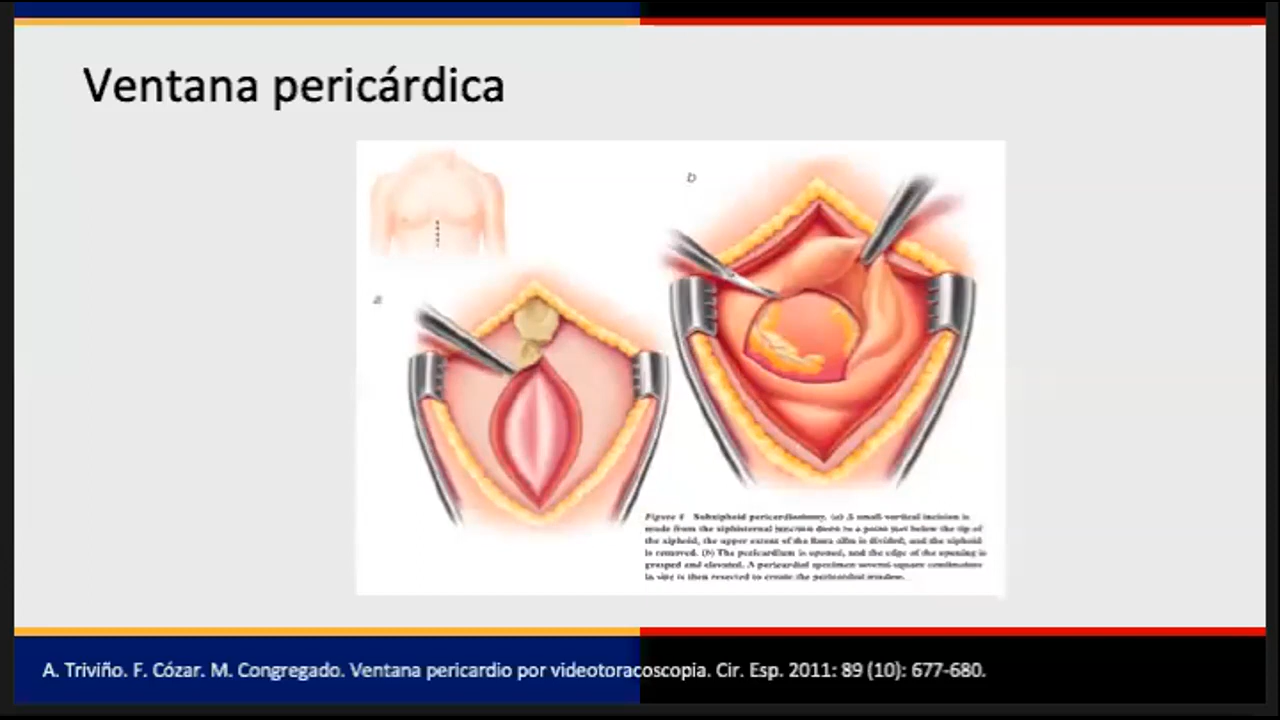 Ventana pericárdica
b
a
Figure 4 Subxiphoid pericardiostomy. (a) A small vertical incision is
made from the xiphisternal junction down to a point just below the tip of
the xiphoid, the upper extent of the linea alba is divided, and the xiphoid
is removed. (b) The pericardium is opened, and the edge of the opening is
grasped and elevated. A pericardial specimen several square centimeters
in size is then resected to create the pericardial window.
A. Triviño. F. Cózar. M. Congregado. Ventana pericardio por videotoracoscopia. Cir. Esp. 2011: 89 (10): 677-680.